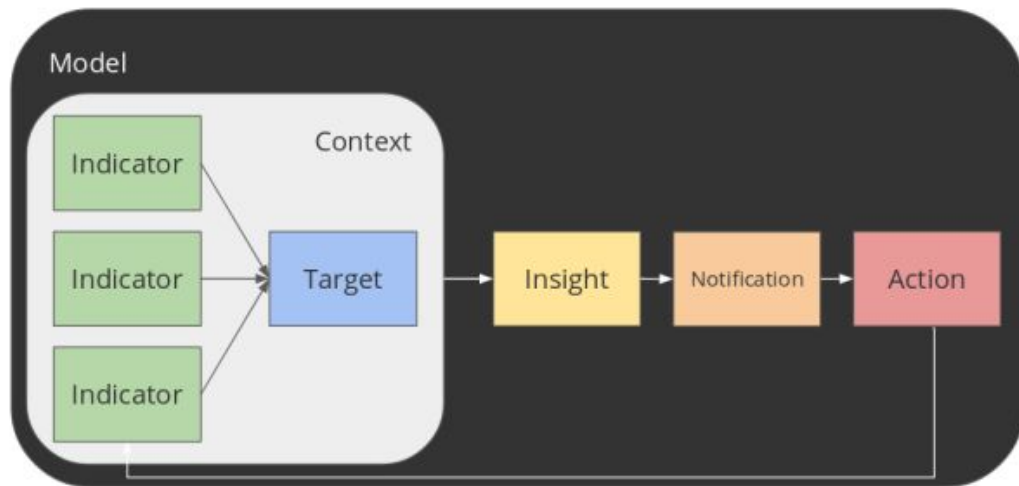 Model
Context
Indicator
Indicator
Indicator
Target
Insight
Notification
Action